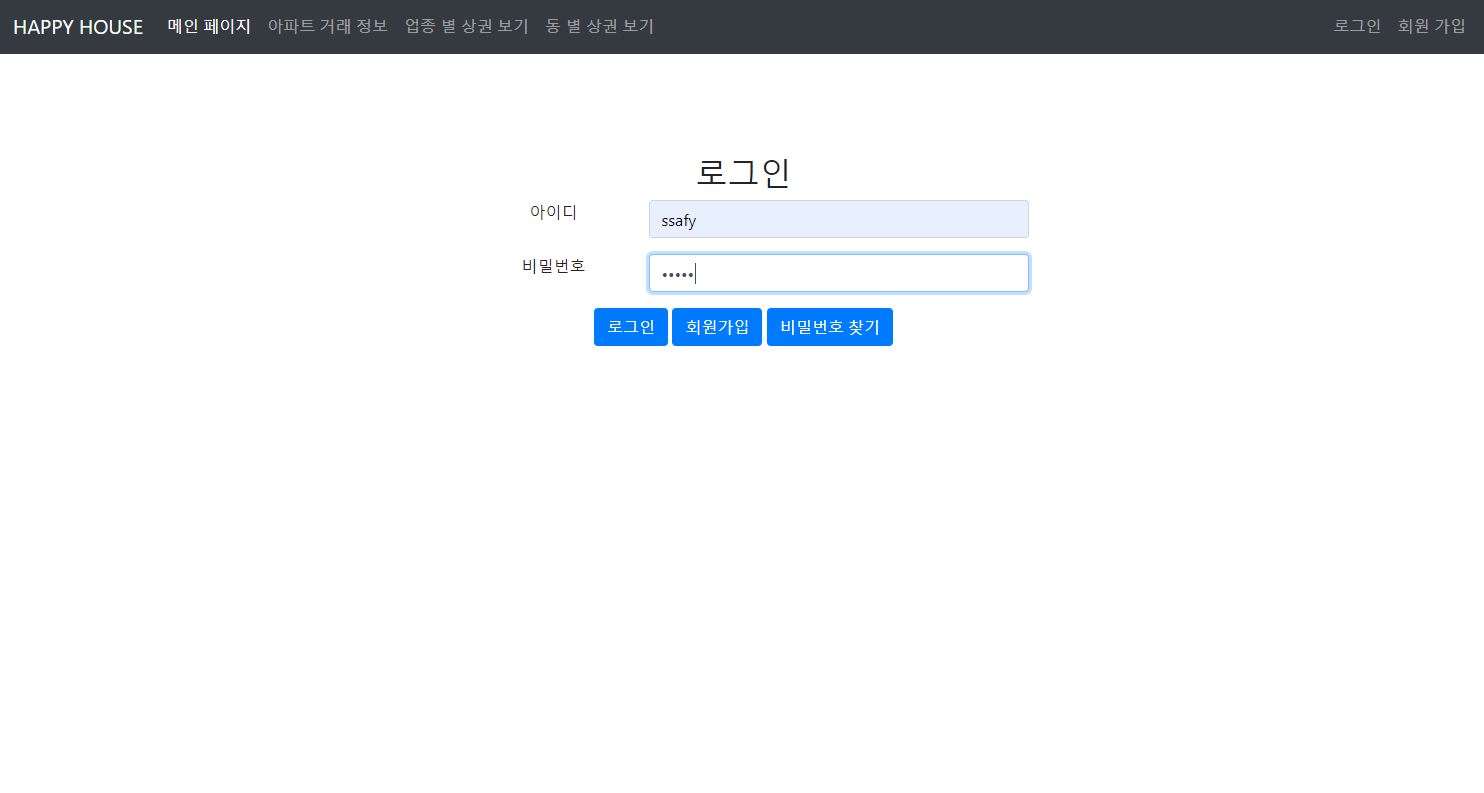 HAPPY HOUSE 메인 페이지 아파트 거래 정보 업종 별 상권 보기 동 별 상권 보기 로그인 회원 가입
로그인
아이디 ssafy
비밀번호 •••••
로그인 회원가입 비밀번호 찾기